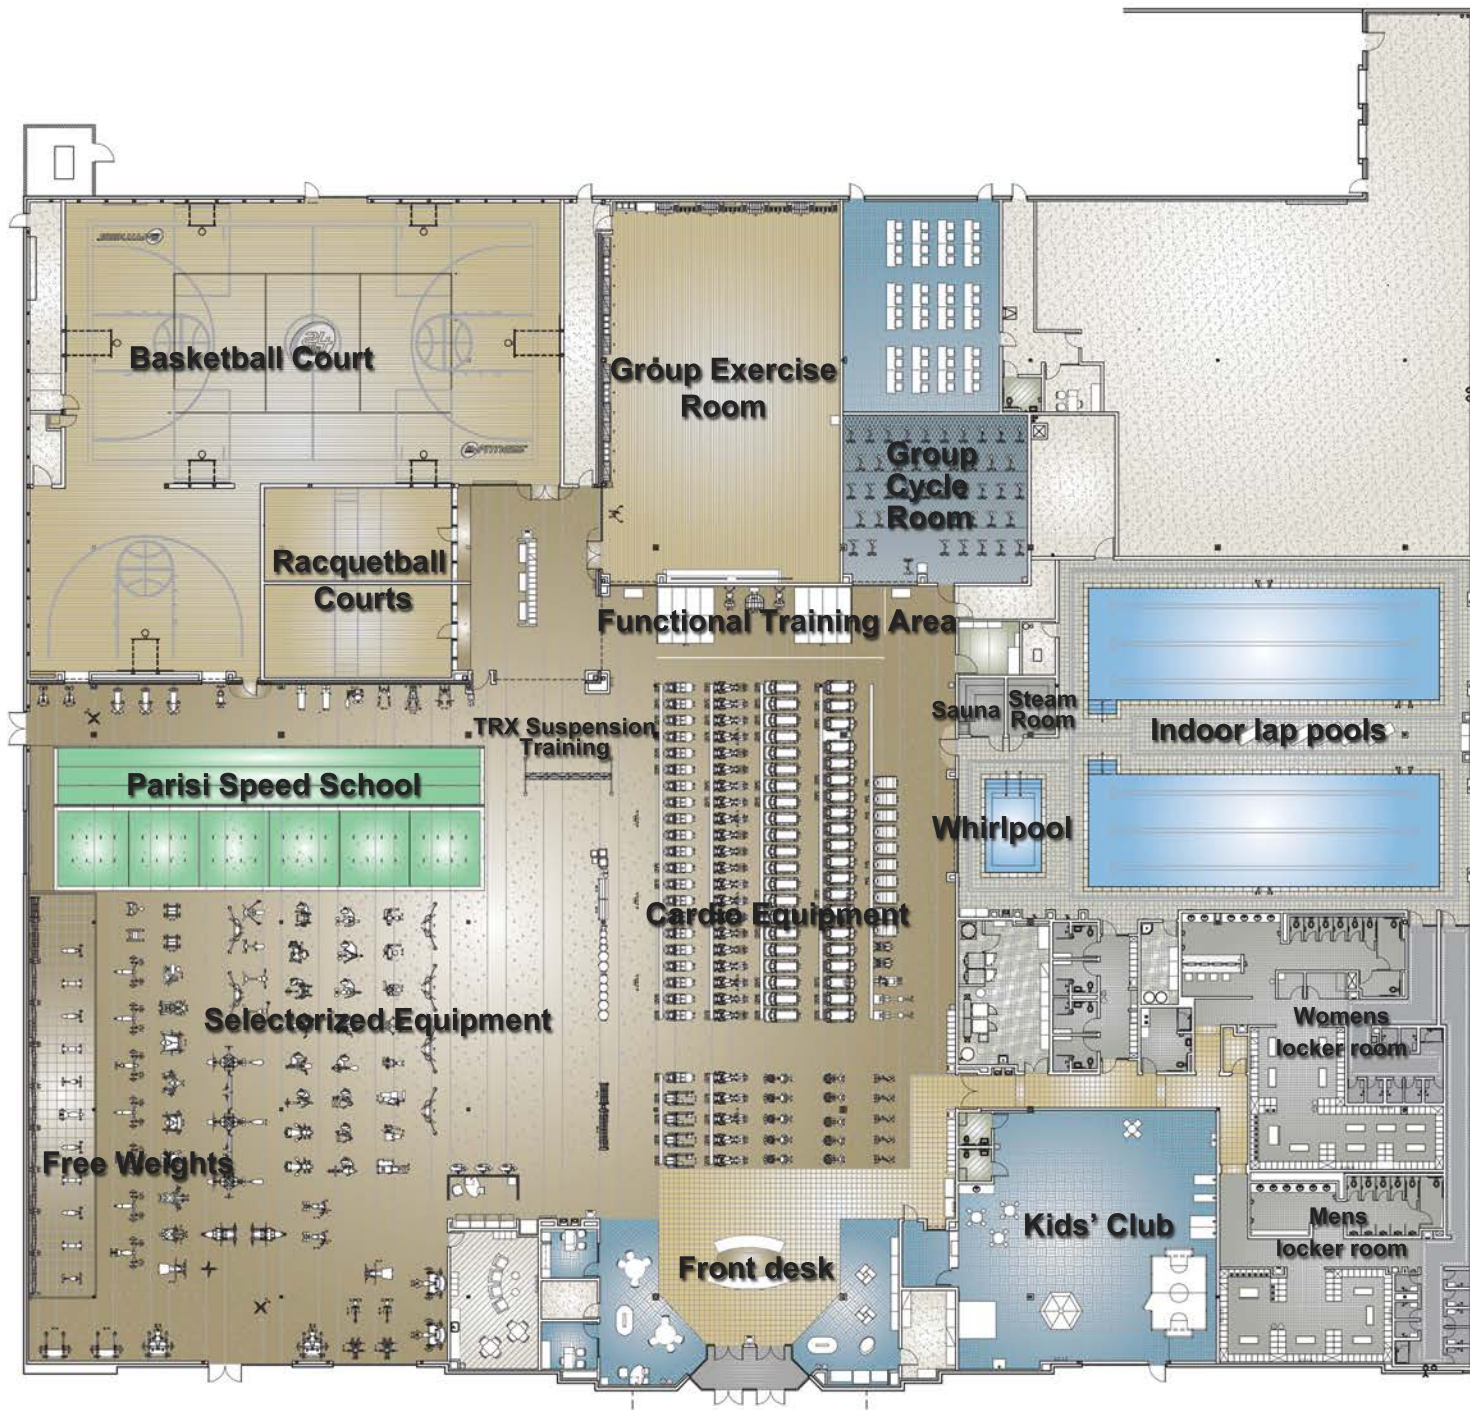 Basketball Court
Group Exercise
Room
Group
Cycle
Room
Racquetball
Courts
Functional Training Area
Sauna
Steam
Room
TRX Suspension
Training
Indoor lap pools
Parisi Speed School
Whirlpool
Cardio Equipment
Selectorized Equipment
Womens
locker room
Free Weights
Kids’ Club
Mens
locker room
Front desk